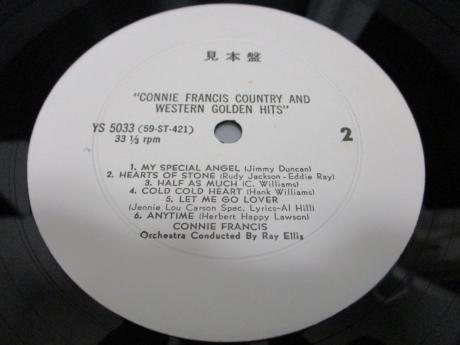 見本盤
"CONNIE FRANCIS COUNTRY AND
WESTERN GOLDEN HITS"
YS 5033 (59-ST-421)
33 ⅓ rpm
2
1. MY SPECIAL ANGEL (Jimmy Duncan)
2. HEARTS OF STONE (Rudy Jackson - Eddie Ray)
3. HALF AS MUCH (C. Williams)
4. COLD COLD HEART (Hank Williams)
5. LET ME GO LOVER
(Jennie Lou Carson Spec. Lyrics-Al Hill)
6. ANYTIME (Herbert Happy Lawson)
CONNIE FRANCIS
Orchestra Conducted By Ray Ellis